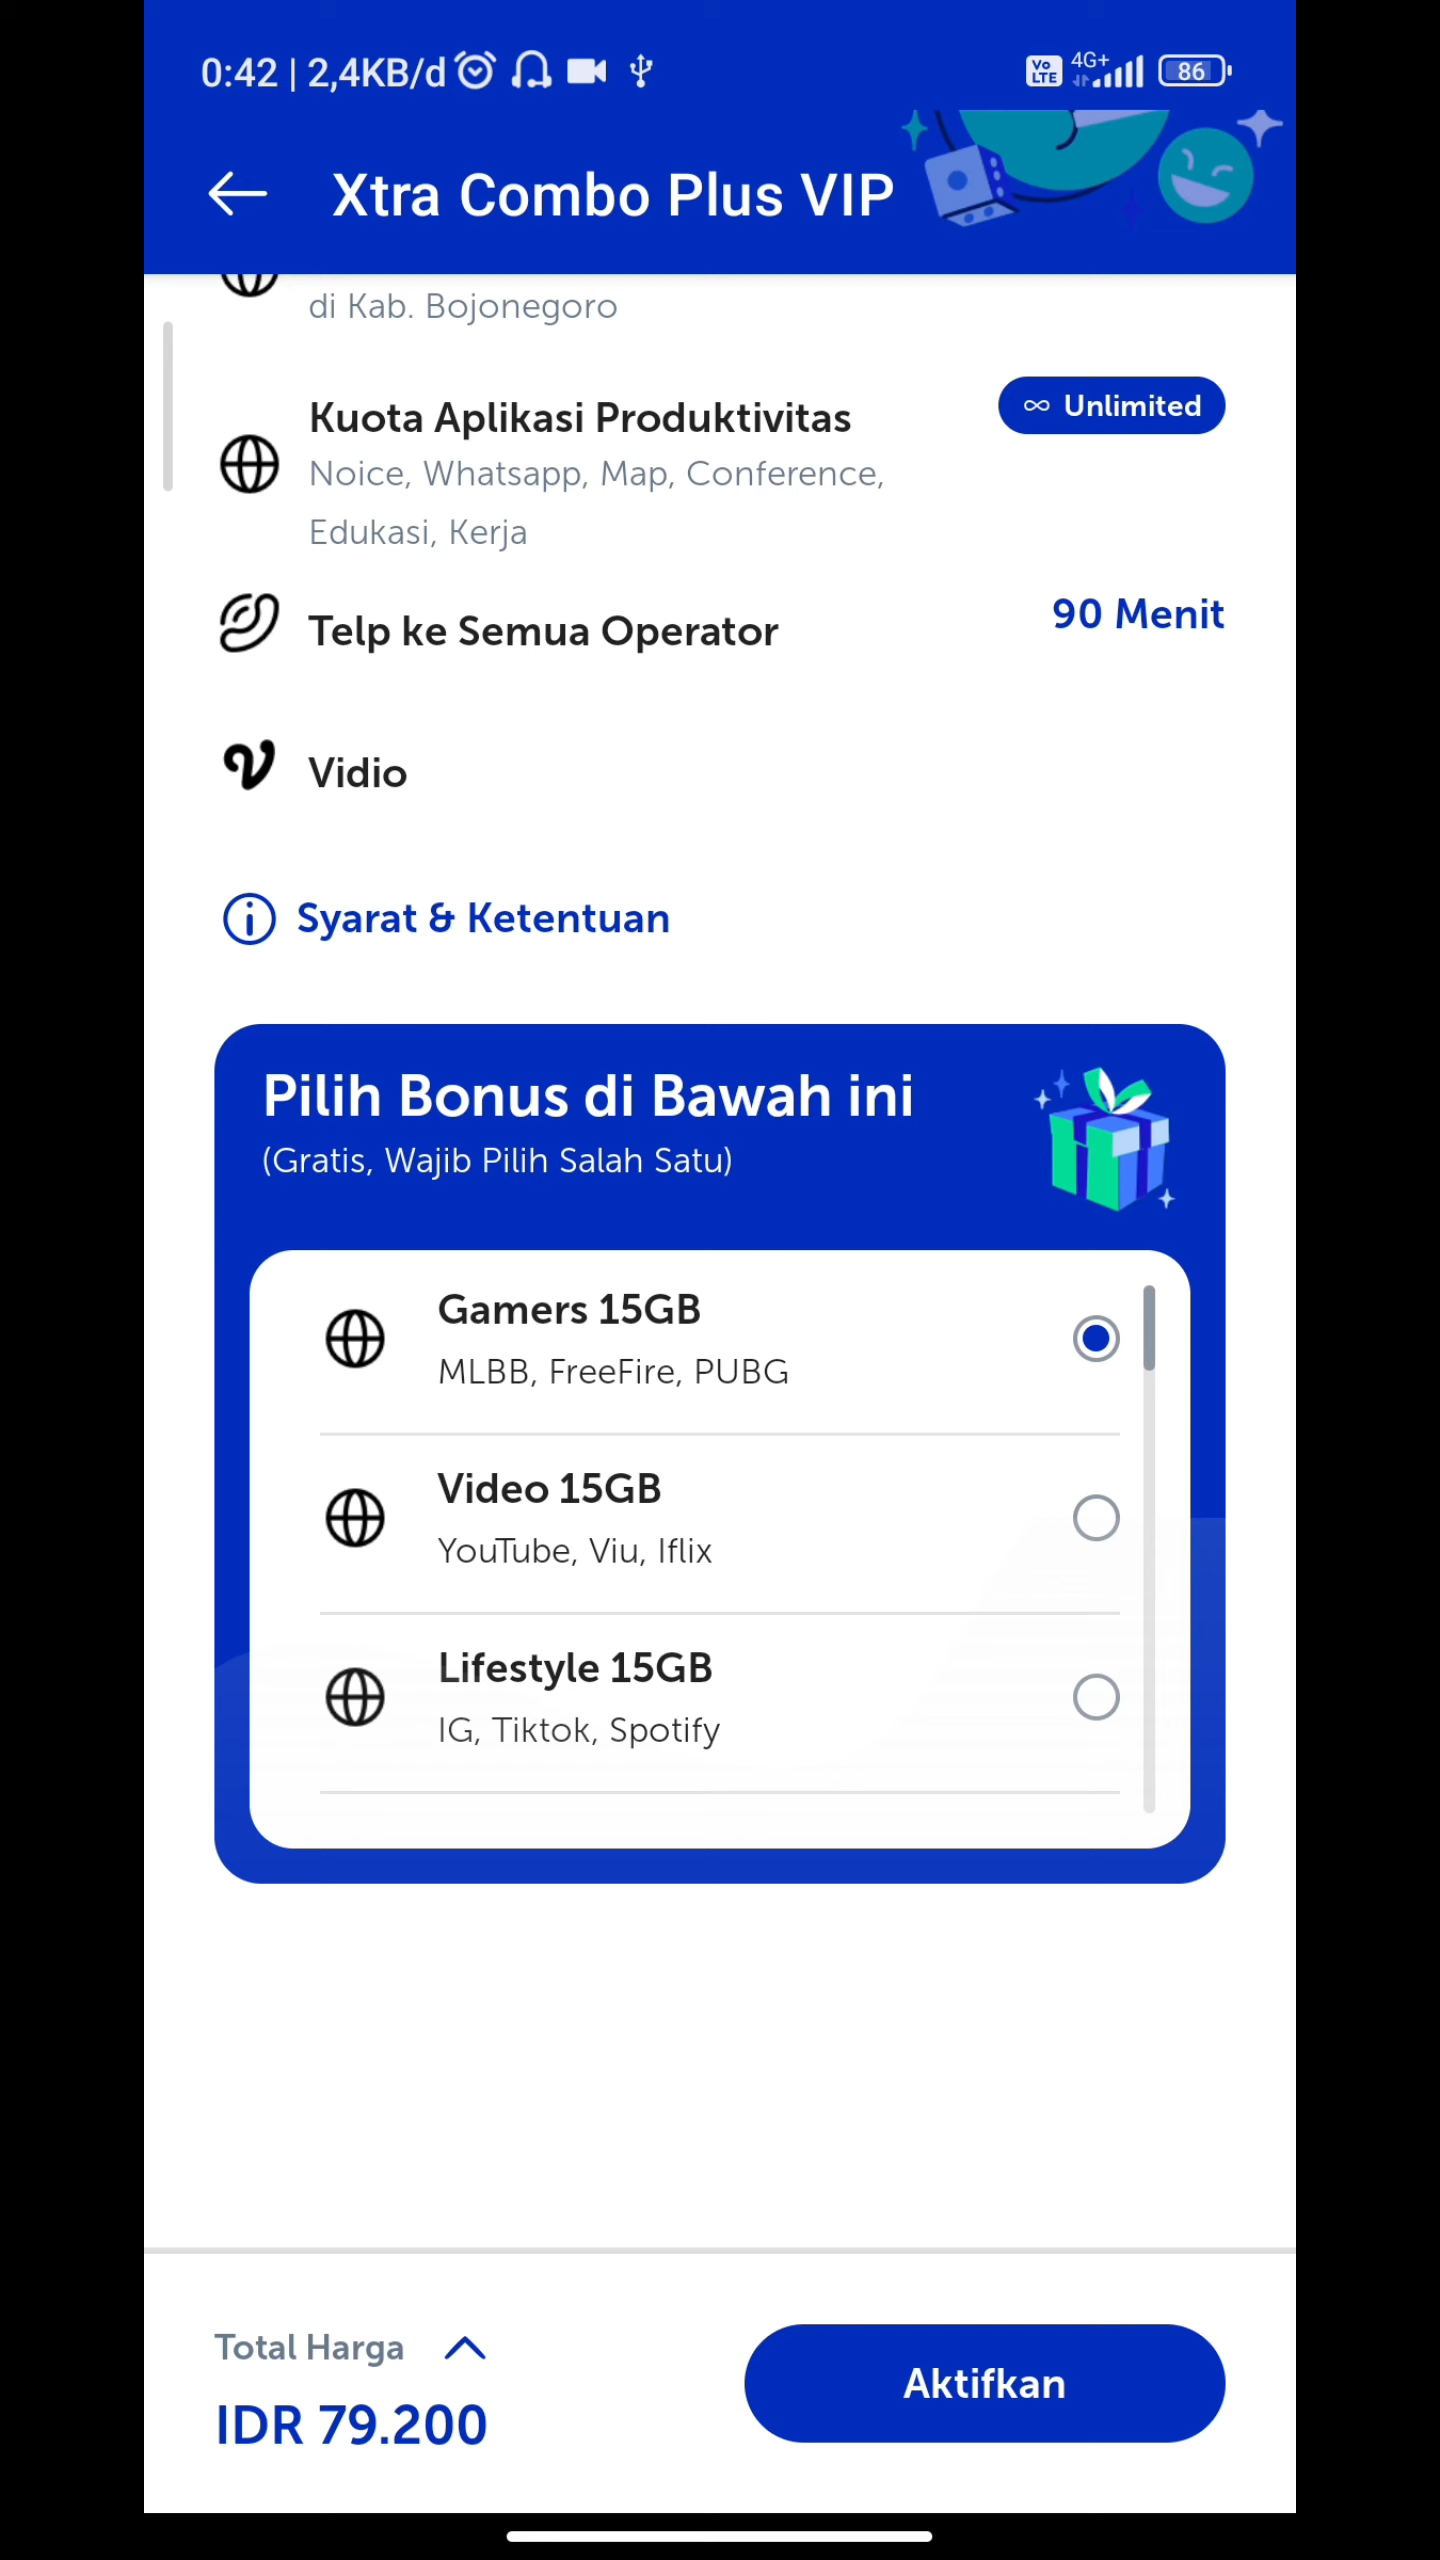 0:42 | 2,4KB/d
Vo LTE 4G+ 86
Xtra Combo Plus VIP
di Kab. Bojonegoro
Kuota Aplikasi Produktivitas
∞ Unlimited
Noice, Whatsapp, Map, Conference,
Edukasi, Kerja
Telp ke Semua Operator
90 Menit
Vidio
Syarat & Ketentuan
Pilih Bonus di Bawah ini
(Gratis, Wajib Pilih Salah Satu)
Gamers 15GB
MLBB, FreeFire, PUBG
Video 15GB
YouTube, Viu, Iflix
Lifestyle 15GB
IG, Tiktok, Spotify
Total Harga
IDR 79.200
Aktifkan